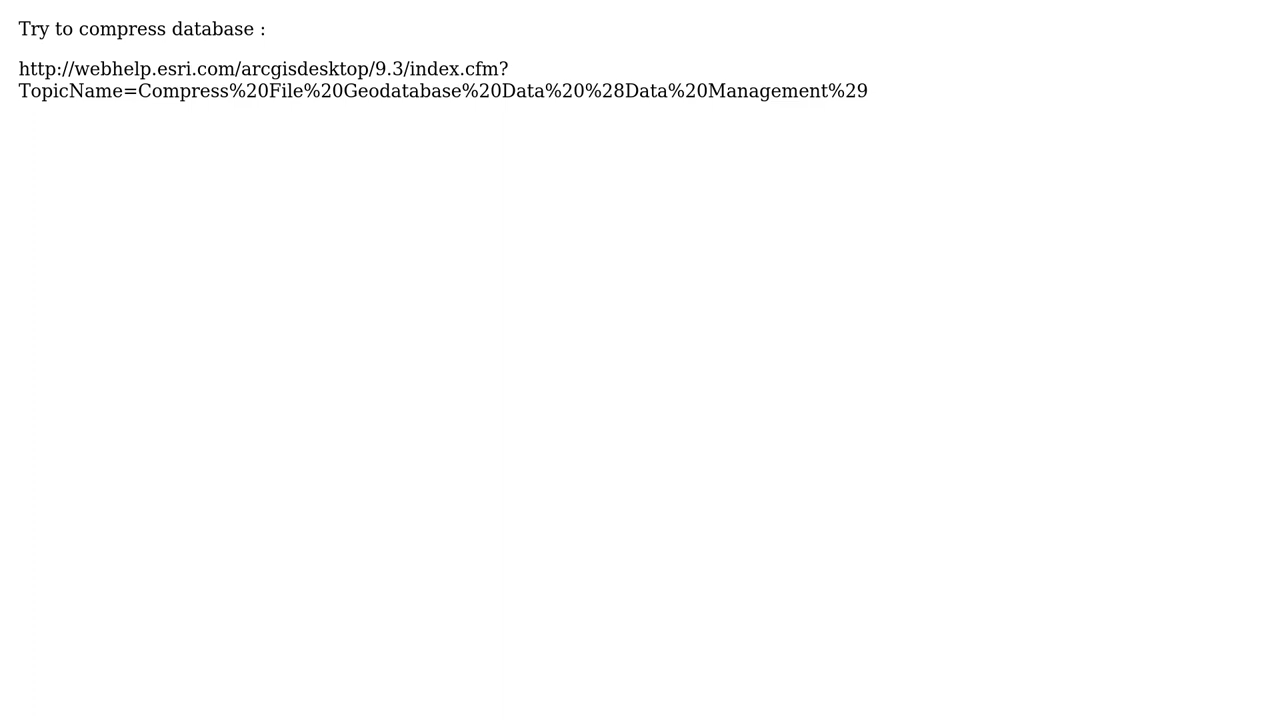 Try to compress database :
http://webhelp.esri.com/arcgisdesktop/9.3/index.cfm?
TopicName=Compress%20File%20Geodatabase%20Data%20%28Data%20Management%29